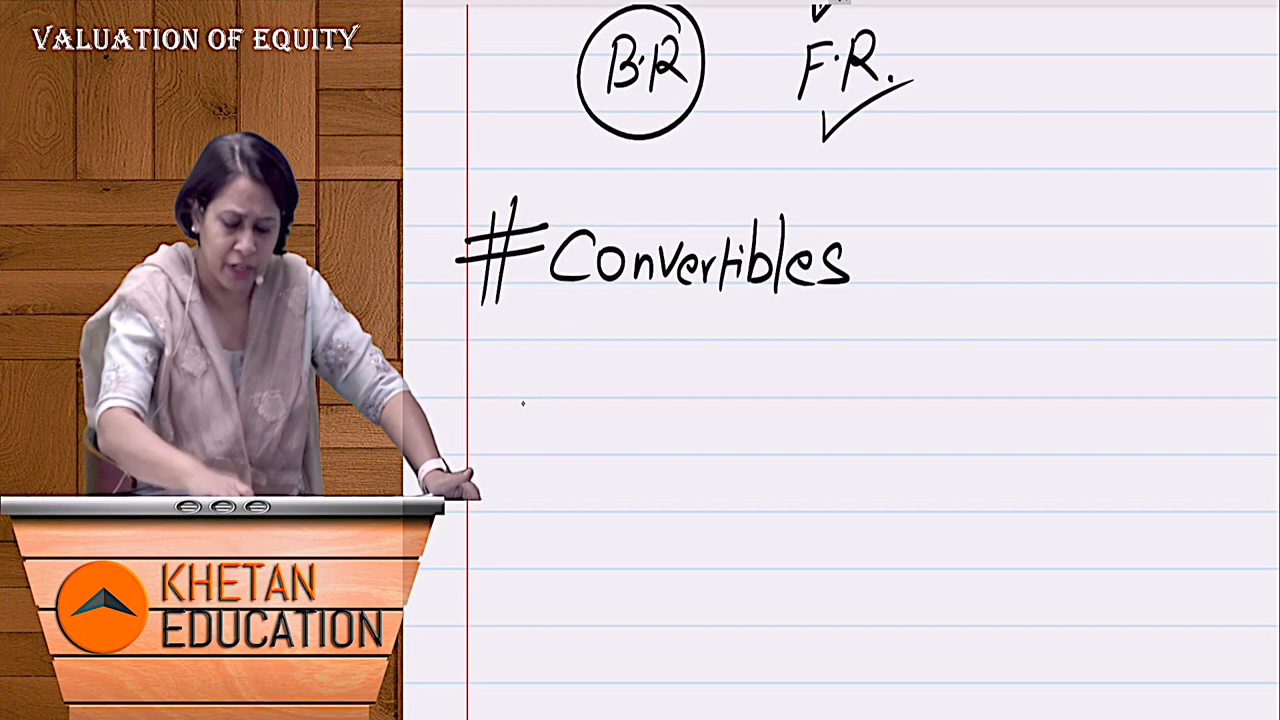 VALUATION OF EQUITY
B.R F.R.
# Convertibles
KHETAN
EDUCATION